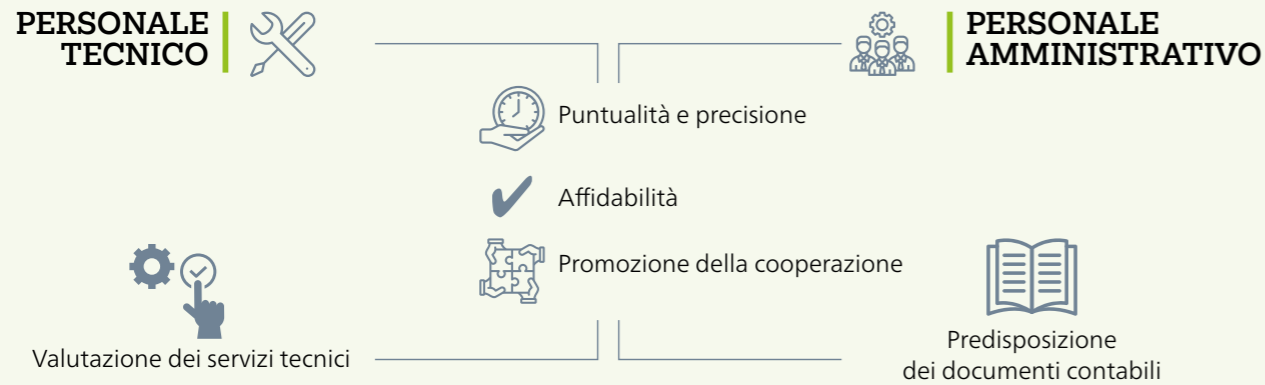 PERSONALE
TECNICO
PERSONALE
AMMINISTRATIVO
Puntualità e precisione
Affidabilità
Promozione della cooperazione
Valutazione dei servizi tecnici
Predisposizione
dei documenti contabili